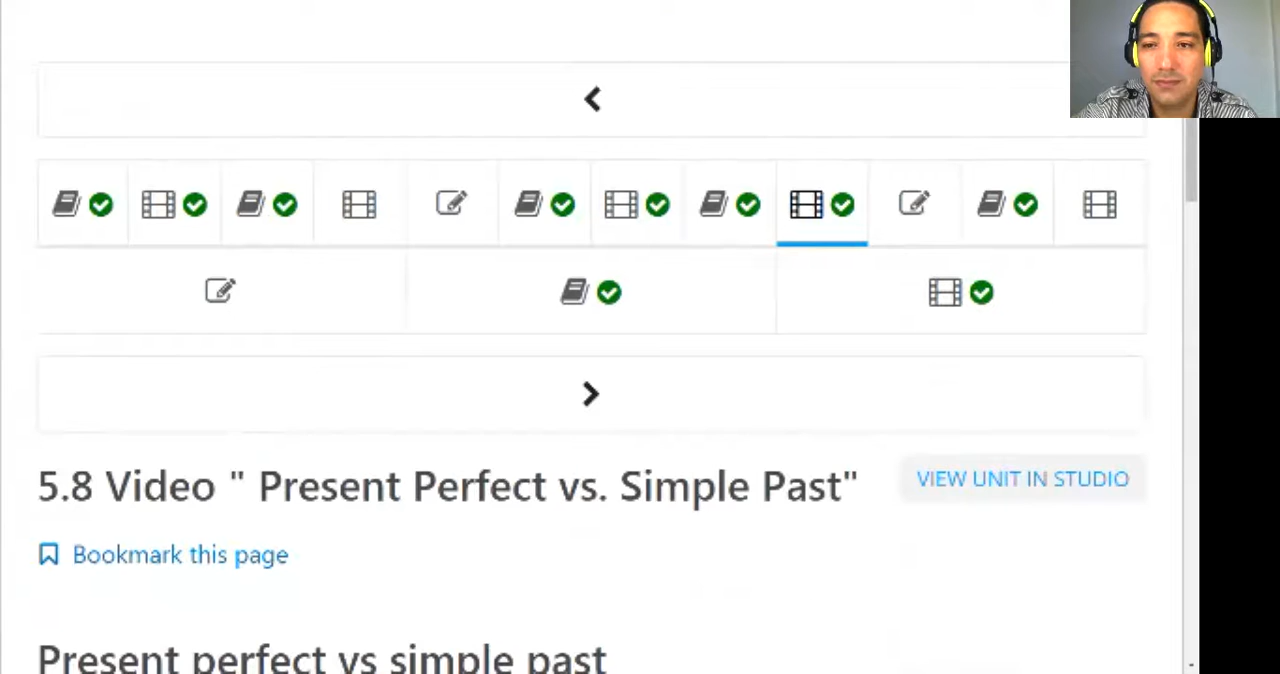 5.8 Video " Present Perfect vs. Simple Past"
VIEW UNIT IN STUDIO
Bookmark this page
Present perfect vs simple past